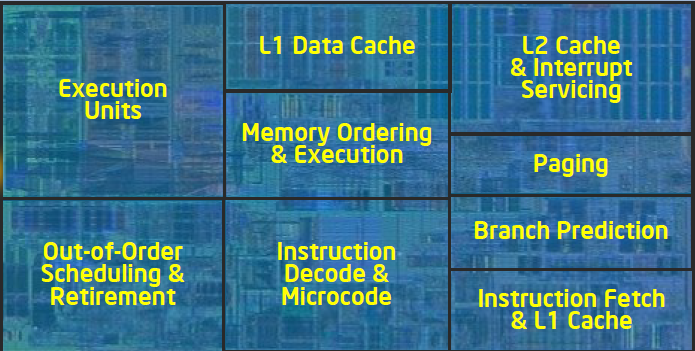 Execution
Units
L1 Data Cache
L2 Cache
& Interrupt
Servicing
Memory Ordering
& Execution
Paging
Out-of-Order
Scheduling &
Retirement
Instruction
Decode &
Microcode
Branch Prediction
Instruction Fetch
& L1 Cache